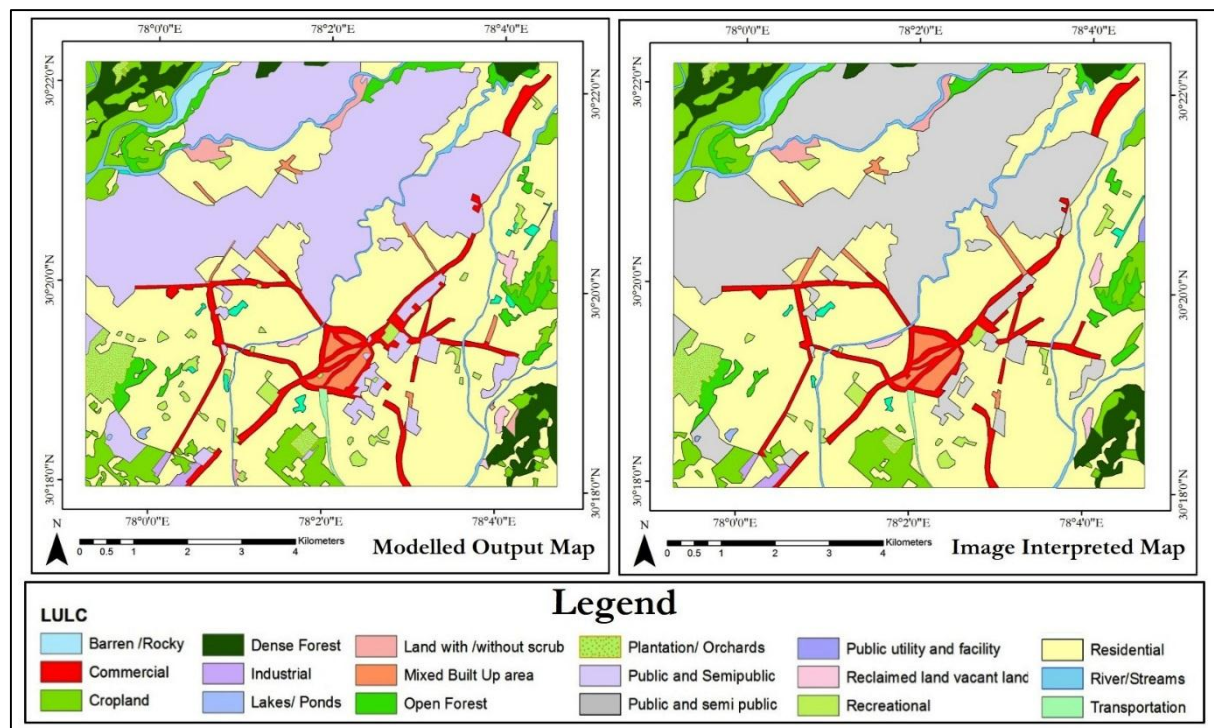 78°0'0"E 78°2'0"E 78°4'0"E
78°0'0"E 78°2'0"E 78°4'0"E
30°22'0"N
30°20'0"N
30°18'0"N
30°22'0"N
30°20'0"N
30°18'0"N
30°22'0"N
30°20'0"N
30°18'0"N
30°22'0"N
30°20'0"N
30°18'0"N
78°0'0"E 78°2'0"E 78°4'0"E
N
Kilometers
0 0.5 1 2 3 4
Modelled Output Map
78°0'0"E 78°2'0"E 78°4'0"E
N
Kilometers
0 0.5 1 2 3 4
Image Interpreted Map
Legend
LULC
Barren /Rocky
Dense Forest
Land with /without scrub
Plantation/ Orchards
Public utility and facility
Residential
Commercial
Industrial
Mixed Built Up area
Public and Semipublic
Reclaimed land vacant land
River/Streams
Cropland
Lakes/ Ponds
Open Forest
Public and semi public
Recreational
Transportation